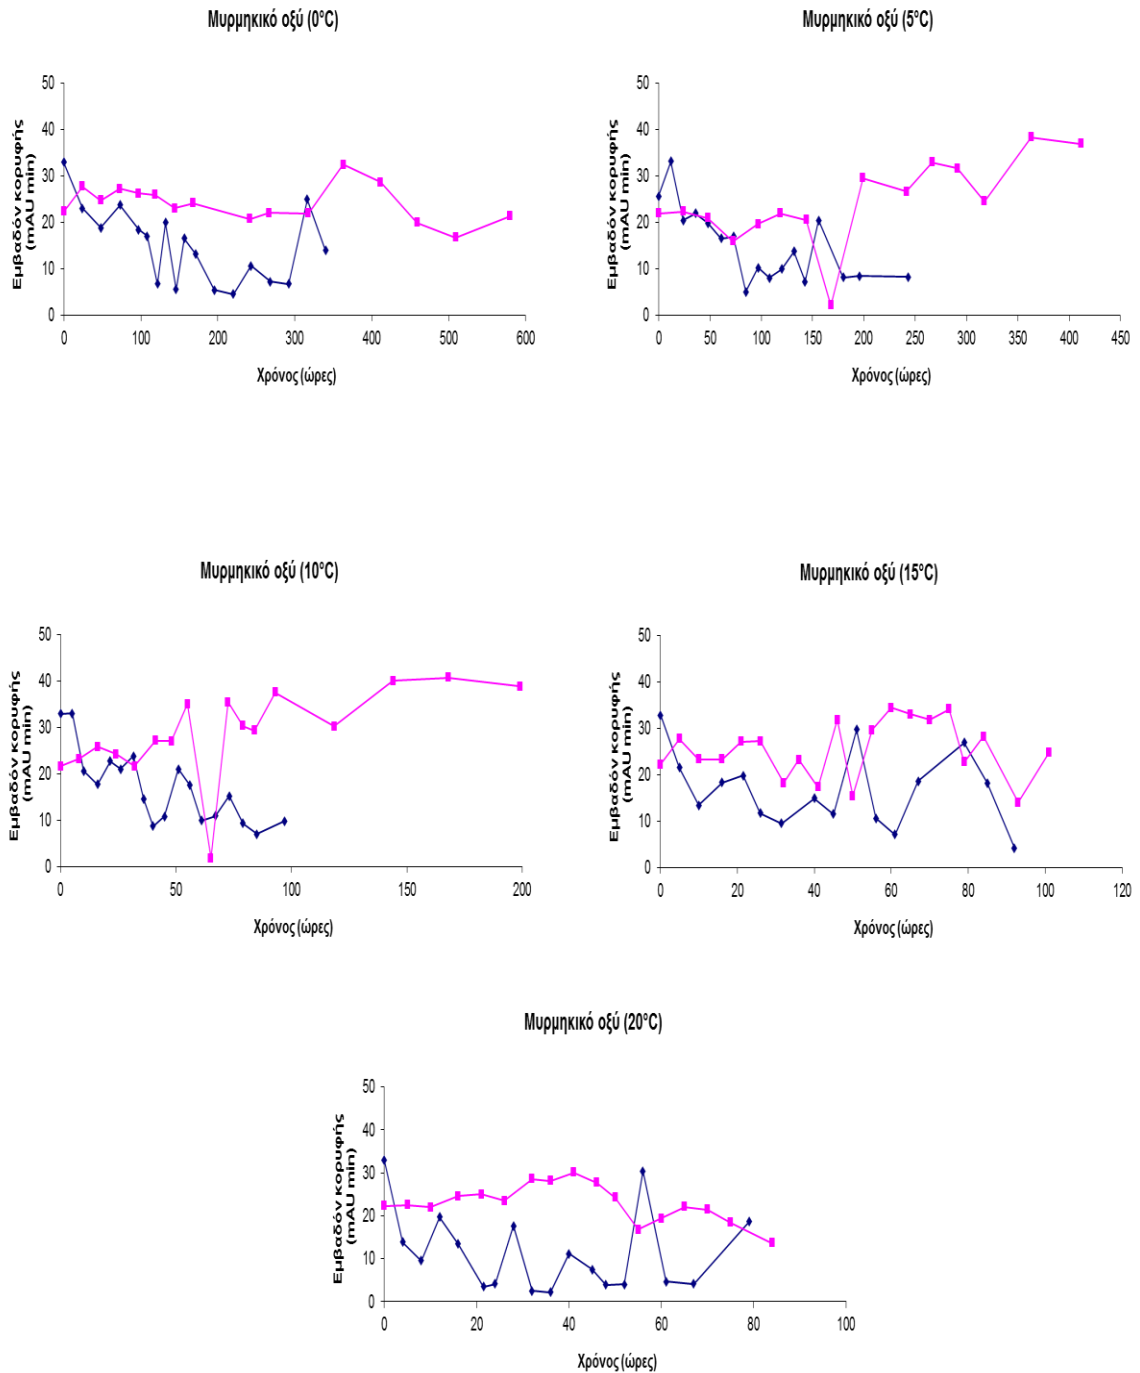 Μυρμηκικό οξύ (0°C)
Εμβαδόν κορυφής
(mAU min)
50
40
30
20
10
0
0 100 200 300 400 500 600
Χρόνος (ώρες)
Μυρμηκικό οξύ (5°C)
Εμβαδόν κορυφής
(mAU min)
50
40
30
20
10
0
0 50 100 150 200 250 300 350 400 450
Χρόνος (ώρες)
Μυρμηκικό οξύ (10°C)
Εμβαδόν κορυφής
(mAU min)
50
40
30
20
10
0
0 50 100 150 200
Χρόνος (ώρες)
Μυρμηκικό οξύ (15°C)
Εμβαδόν κορυφής
(mAU min)
50
40
30
20
10
0
0 20 40 60 80 100 120
Χρόνος (ώρες)
Μυρμηκικό οξύ (20°C)
Εμβαδόν κορυφής
(mAU min)
50
40
30
20
10
0
0 20 40 60 80 100
Χρόνος (ώρες)